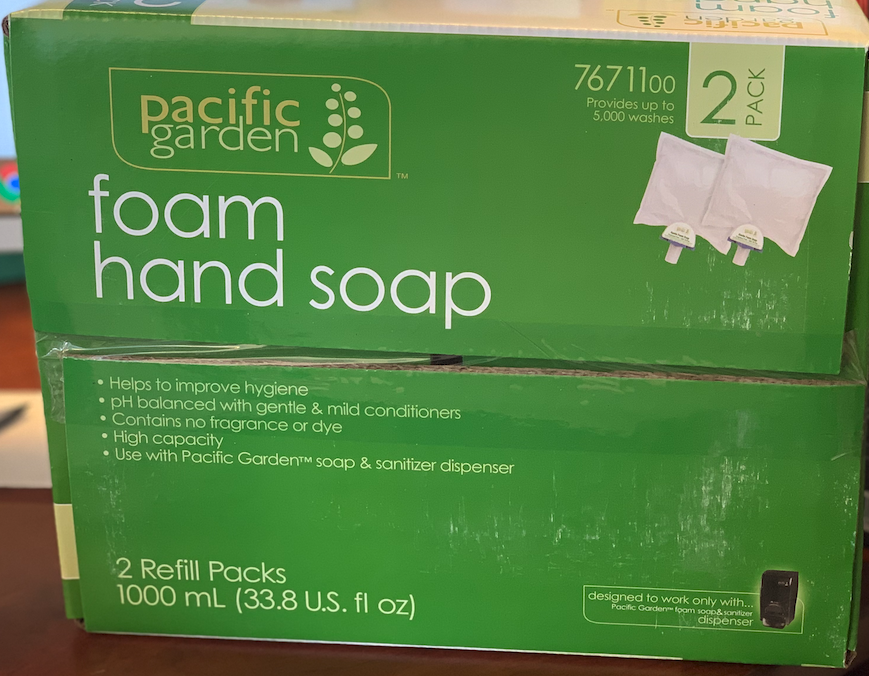 pacific
garden
™
foam
hand soap
7671100
Provides up to
5,000 washes
2
PACK
• Helps to improve hygiene
• pH balanced with gentle & mild conditioners
• Contains no fragrance or dye
• High capacity
• Use with Pacific Garden™ soap & sanitizer dispenser
2 Refill Packs
1000 mL (33.8 U.S. fl oz)
designed to work only with...
Pacific Garden™ foam soap&sanitizer
dispenser